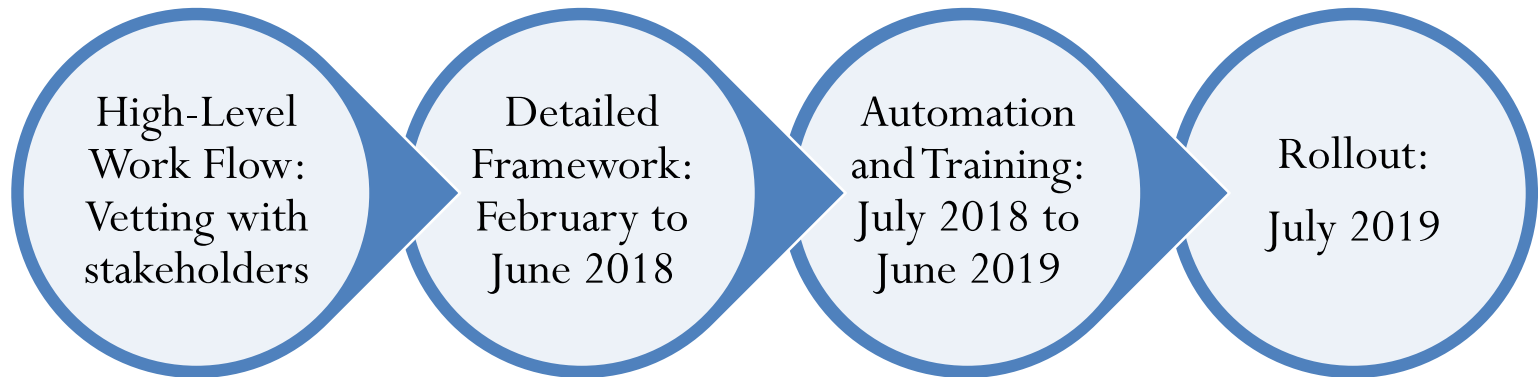 High-Level
Work Flow:
Vetting with
stakeholders
Detailed
Framework:
February to
June 2018
Automation
and Training:
July 2018 to
June 2019
Rollout:
July 2019